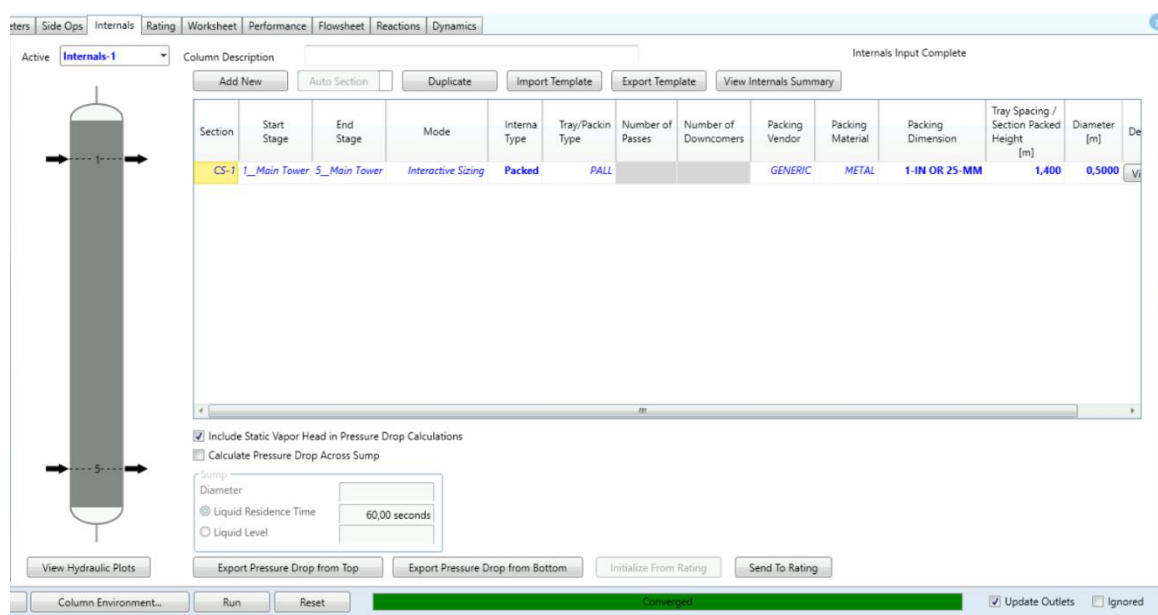 eters Side Ops Internals Rating Worksheet Performance Flowsheet Reactions Dynamics
Active Internals-1 Column Description Internals Input Complete
Add New Auto Section Duplicate Import Template Export Template View Internals Summary
Section Start Stage End Stage Mode Interna Type Tray/Packin Type Number of Passes Number of Downcomers Packing Vendor Packing Material Packing Dimension Tray Spacing / Section Packed Height [m] Diameter [m] De
CS-1 1__Main Tower 5__Main Tower Interactive Sizing Packed PALL GENERIC METAL 1-IN OR 25-MM 1,400 0,5000 Vi
1
5
Include Static Vapor Head in Pressure Drop Calculations
Calculate Pressure Drop Across Sump
Sump
Diameter
Liquid Residence Time 60,00 seconds
Liquid Level
View Hydraulic Plots Export Pressure Drop from Top Export Pressure Drop from Bottom Initialize From Rating Send To Rating
Column Environment... Run Reset Converged Update Outlets Ignored